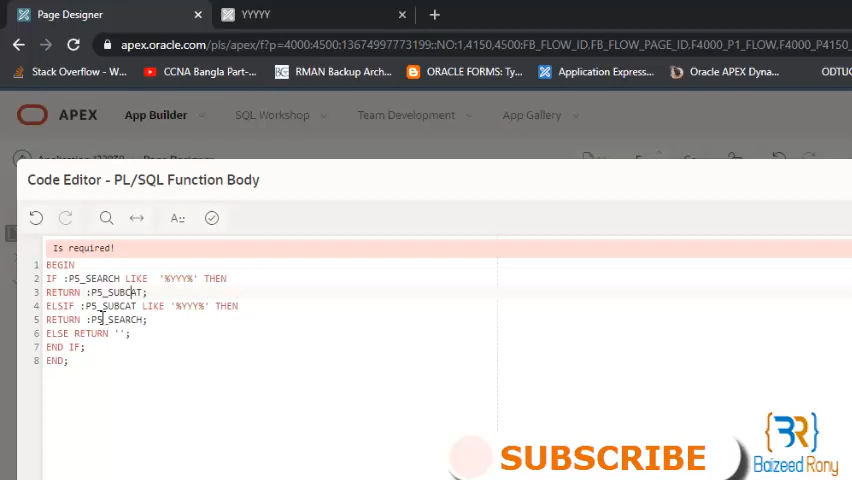 Page Designer
YYYYY
apex.oracle.com/pls/apex/f?p=4000:4500:13674997773199::NO:1,4150,4500:FB_FLOW_ID,FB_FLOW_PAGE_ID,F4000_P1_FLOW,F4000_P4150_
Stack Overflow - W...
CCNA Bangla Part-...
RMAN Backup Arch...
ORACLE FORMS: Ty...
Application Express...
Oracle APEX Dyna...
ODTUG
APEX
App Builder
SQL Workshop
Team Development
App Gallery
Page Designer
Code Editor - PL/SQL Function Body
Is required!
1 BEGIN
2 IF :P5_SEARCH LIKE  '%YYY%' THEN
3 RETURN :P5_SUBCAT;
4 ELSIF :P5_SUBCAT LIKE '%YYY%' THEN
5 RETURN :P5_SEARCH;
6 ELSE RETURN '';
7 END IF;
8 END;
SUBSCRIBE
BR
Baizeed Rony